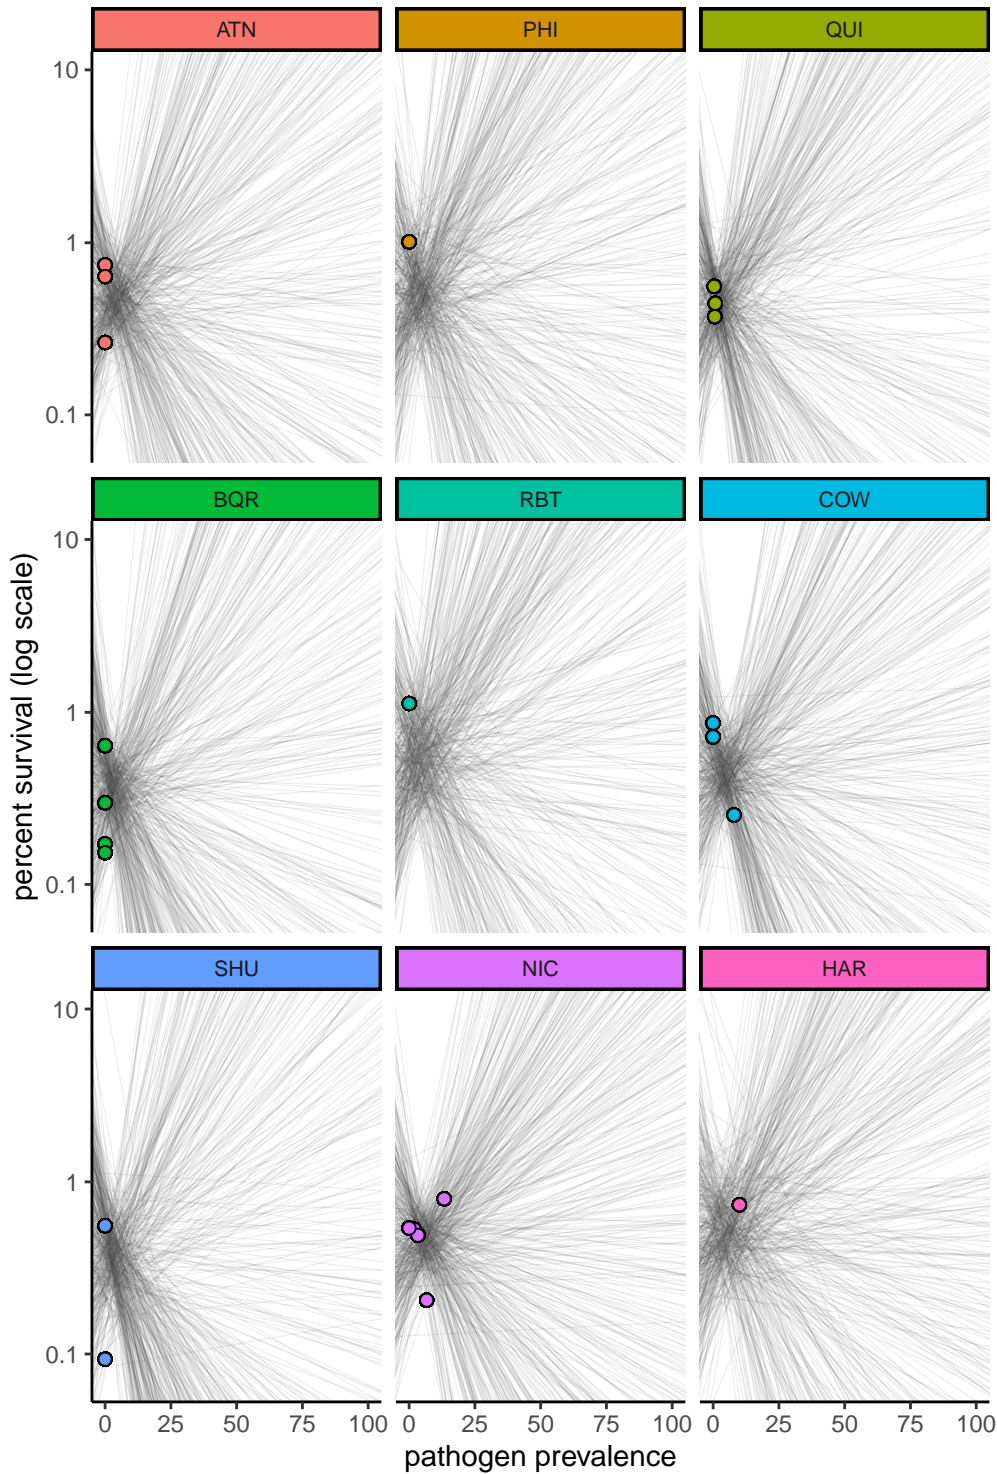 ATN PHI QUI
10
1
0.1
BQR RBT COW
10
1
0.1
percent survival (log scale)
SHU NIC HAR
10
1
0.1
0 25 50 75 100 0 25 50 75 100 0 25 50 75 100
pathogen prevalence